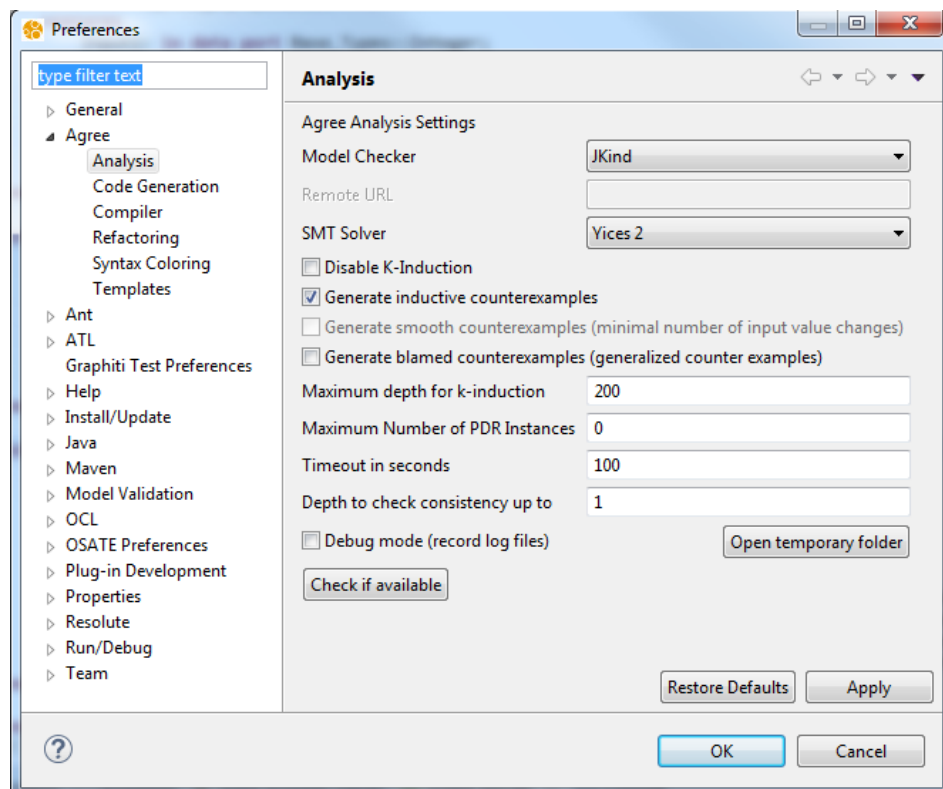 Preferences
type filter text
General
Agree
Analysis
Code Generation
Compiler
Refactoring
Syntax Coloring
Templates
Ant
ATL
Graphiti Test Preferences
Help
Install/Update
Java
Maven
Model Validation
OCL
OSATE Preferences
Plug-in Development
Properties
Resolute
Run/Debug
Team
Analysis
Agree Analysis Settings
Model Checker JKind
Remote URL
SMT Solver Yices 2
Disable K-Induction
Generate inductive counterexamples
Generate smooth counterexamples (minimal number of input value changes)
Generate blamed counterexamples (generalized counter examples)
Maximum depth for k-induction 200
Maximum Number of PDR Instances 0
Timeout in seconds 100
Depth to check consistency up to 1
Debug mode (record log files) Open temporary folder
Check if available
Restore Defaults Apply
OK Cancel